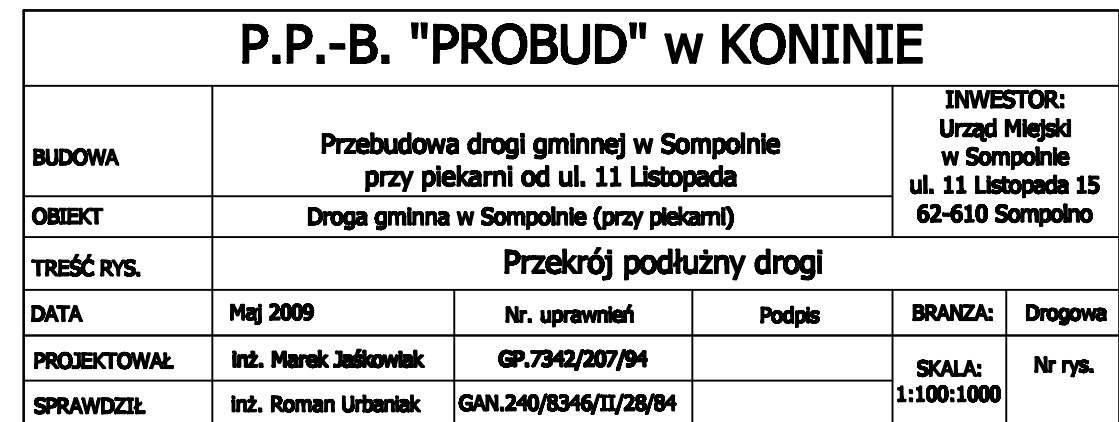 P.P.-B. "PROBUD" w KONINIE
BUDOWA
Przebudowa drogi gminnej w Sompolnie
przy piekarni od ul. 11 Listopada
INWESTOR:
Urząd Miejski
w Sompolnie
ul. 11 Listopada 15
62-610 Sompolno
OBIEKT
Droga gminna w Sompolnie (przy piekarni)
TREŚĆ RYS.
Przekrój podłużny drogi
DATA
Maj 2009
Nr. uprawnień
Podpis
BRANZA:
Drogowa
PROJEKTOWAŁ
inż. Marek Jaśkowiak
GP.7342/207/94
SKALA:
1:100:1000
Nr rys.
SPRAWDZIŁ
inż. Roman Urbaniak
GAN.240/8346/II/28/84